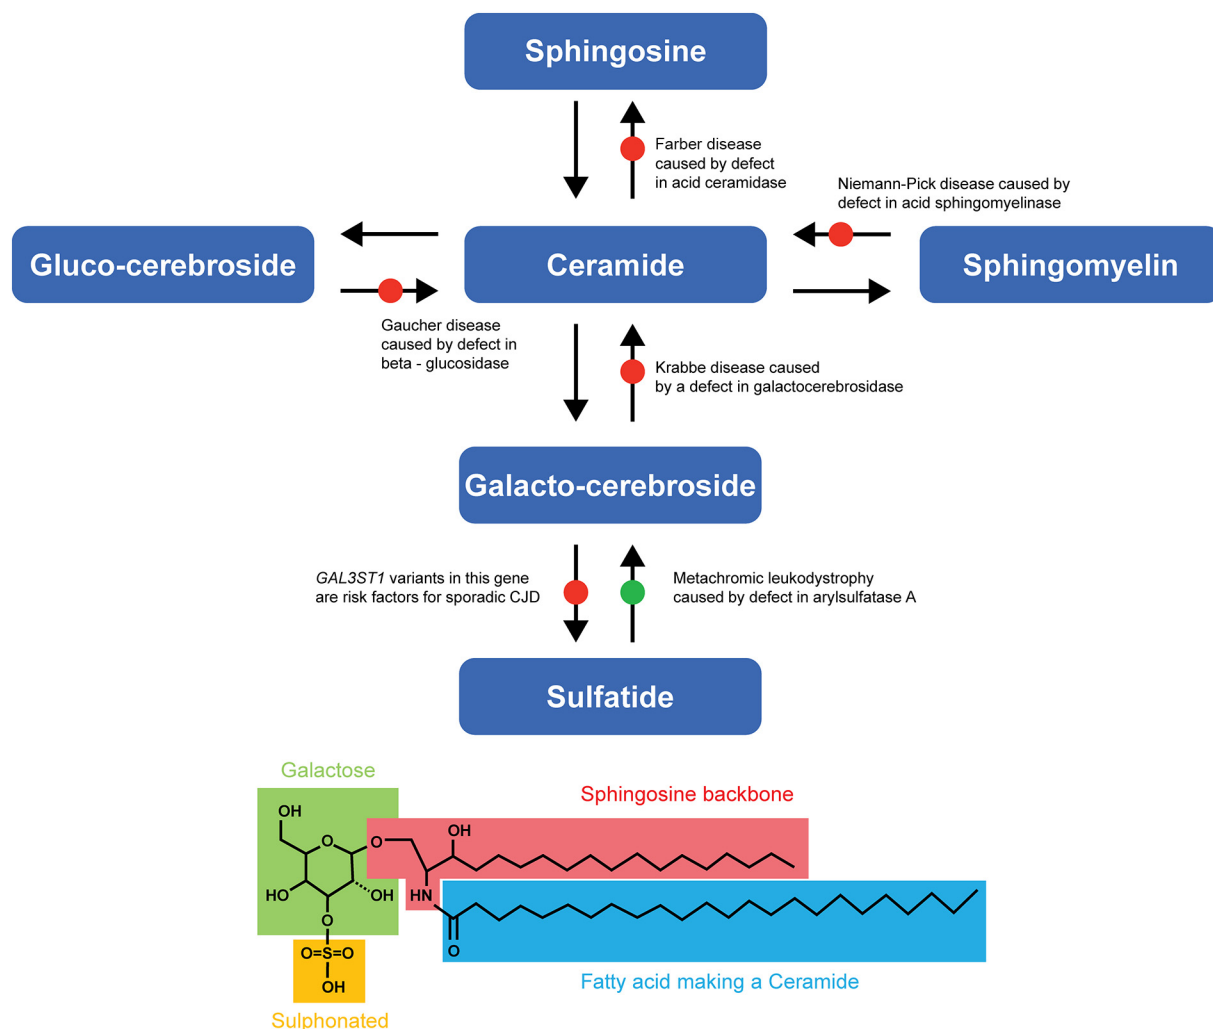 Sphingosine
Farber disease
caused by defect
in acid ceramidase
Niemann-Pick disease caused by
defect in acid sphingomyelinase
Gluco-cerebroside
Ceramide
Sphingomyelin
Gaucher disease
caused by defect in
beta - glucosidase
Krabbe disease caused
by a defect in galactocerebrosidase
Galacto-cerebroside
GAL3ST1 variants in this gene
are risk factors for sporadic CJD
Metachromic leukodystrophy
caused by defect in arylsulfatase A
Sulfatide
Galactose
Sphingosine backbone
OH
OH
O
O
HO
OH
HN
O
O=S=O
O
OH
Fatty acid making a Ceramide
Sulphonated